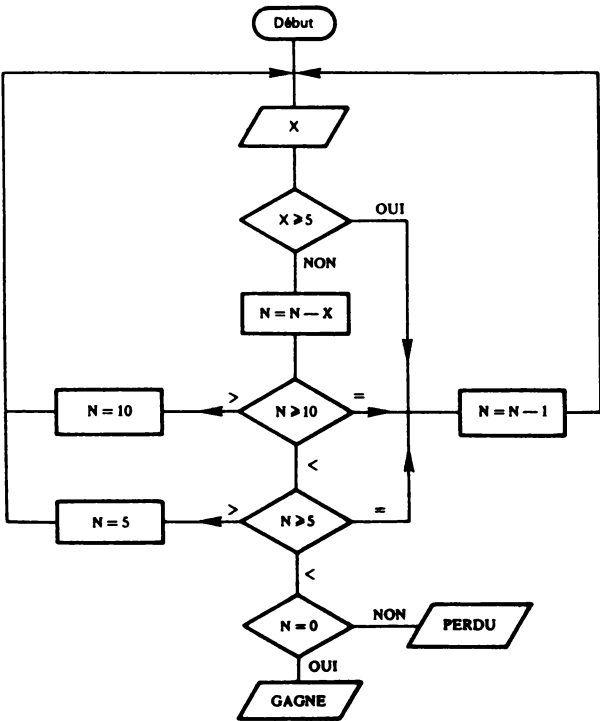 Début
X
X ⩾ 5
OUI
NON
N = N — X
N = 10
>
N ⩾ 10
=
N = N — 1
<
N = 5
>
N ⩾ 5
=
<
N = 0
NON
PERDU
OUI
GAGNE